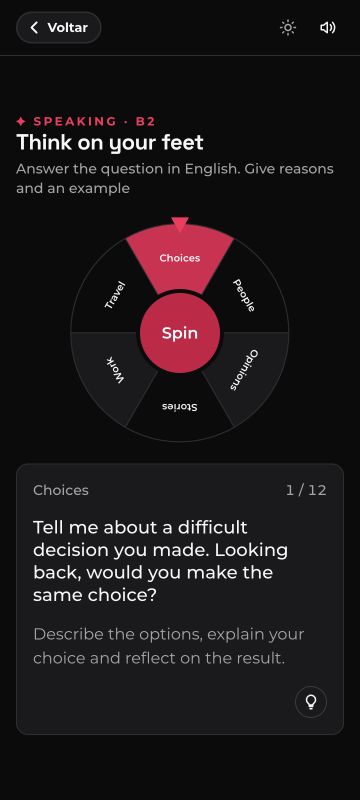 Voltar
SPEAKING · B2
Think on your feet
Answer the question in English. Give reasons
and an example
Choices
People
Opinions
Stories
Work
Travel
Spin
Choices
1 / 12
Tell me about a difficult
decision you made. Looking
back, would you make the
same choice?
Describe the options, explain your
choice and reflect on the result.